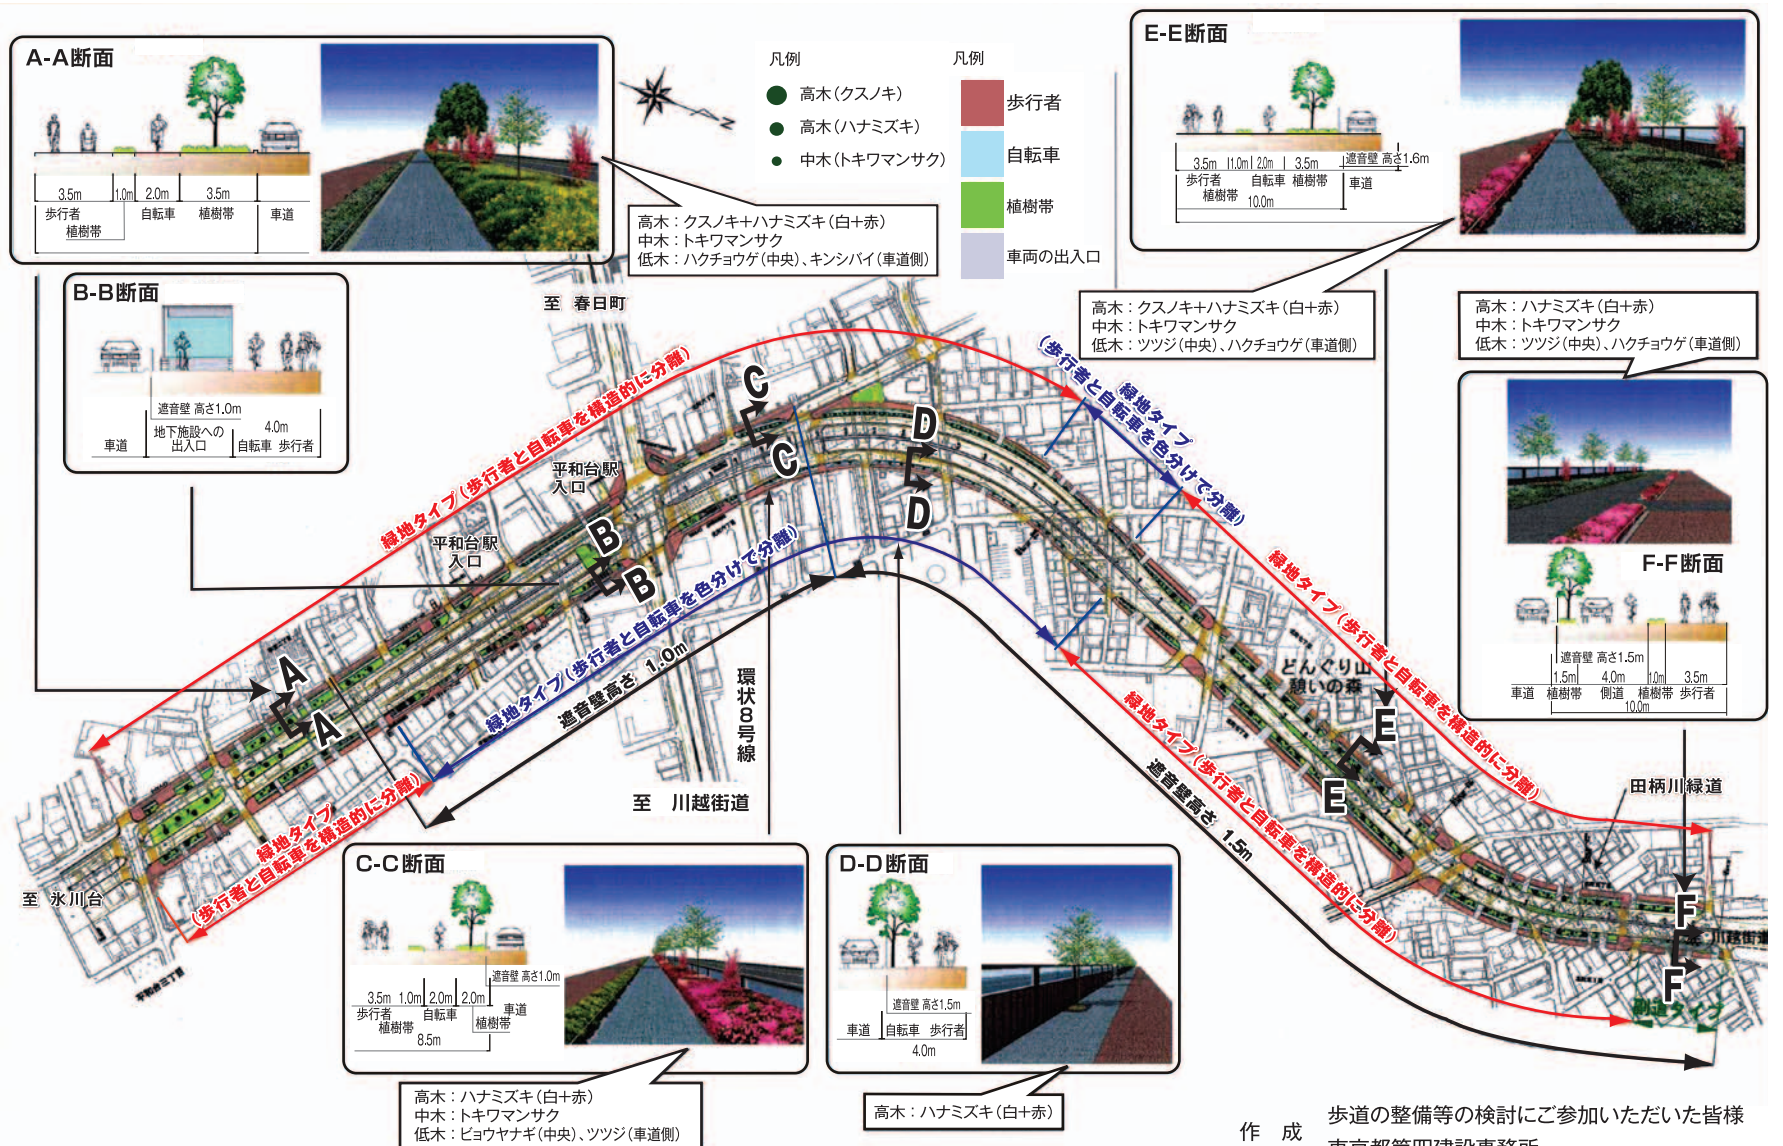 A-A断面
3.5m
1.0m
2.0m
3.5m
歩行者
植樹帯
自転車
植樹帯
車道
凡例
高木(クスノキ)
高木(ハナミズキ)
中木(トキワマンサク)
凡例
歩行者
自転車
植樹帯
車両の出入口
高木：クスノキ+ハナミズキ(白+赤)
中木：トキワマンサク
低木：ハクチョウゲ(中央)、キンシバイ(車道側)
E-E断面
3.5m
1.0m
2.0m
3.5m
遮音壁 高さ1.6m
歩行者
植樹帯
自転車
植樹帯
車道
10.0m
高木：クスノキ+ハナミズキ(白+赤)
中木：トキワマンサク
低木：ツツジ(中央)、ハクチョウゲ(車道側)
B-B断面
遮音壁 高さ1.0m
車道
地下施設への
出入口
4.0m
自転車
歩行者
高木：ハナミズキ(白+赤)
中木：トキワマンサク
低木：ツツジ(中央)、ハクチョウゲ(車道側)
F-F断面
遮音壁 高さ1.5m
1.5m
4.0m
1.0m
3.5m
車道
植樹帯
側道
植樹帯
歩行者
10.0m
至 春日町
緑地タイプ(歩行者と自転車を構造的に分離)
緑地タイプ
(歩行者と自転車を色分けで分離)
緑地タイプ(歩行者と自転車を構造的に分離)
平和台駅
入口
平和台駅
入口
A
A
B
B
C
C
D
D
E
E
F
F
緑地タイプ(歩行者と自転車を色分けで分離)
遮音壁高さ 1.0m
環状8号線
至 川越街道
どんぐり山
憩いの森
緑地タイプ(歩行者と自転車を構造的に分離)
遮音壁高さ 1.5m
田柄川緑道
川越街道
副道タイプ
緑地タイプ
(歩行者と自転車を構造的に分離)
至 氷川台
平和台三丁目
C-C断面
遮音壁 高さ1.0m
3.5m
1.0m
2.0m
2.0m
歩行者
植樹帯
自転車
植樹帯
車道
8.5m
高木：ハナミズキ(白+赤)
中木：トキワマンサク
低木：ビョウヤナギ(中央)、ツツジ(車道側)
D-D断面
遮音壁 高さ1.5m
車道
自転車
歩行者
4.0m
高木：ハナミズキ(白+赤)
作 成
歩道の整備等の検討にご参加いただいた皆様
東京都第四建設事務所